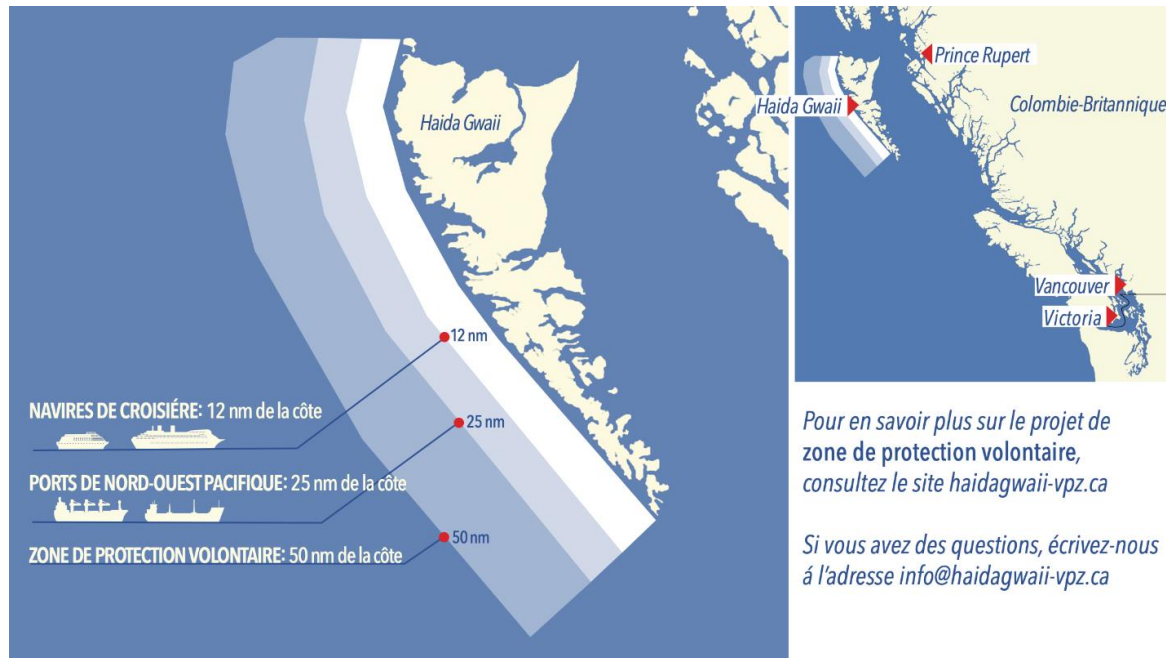 Haida Gwaii
12 nm
NAVIRES DE CROISIÉRE: 12 nm de la côte
25 nm
PORTS DE NORD-OUEST PACIFIQUE: 25 nm de la côte
50 nm
ZONE DE PROTECTION VOLONTAIRE: 50 nm de la côte
Prince Rupert
Haida Gwaii
Colombie-Britannique
Vancouver
Victoria
Pour en savoir plus sur le projet de
zone de protection volontaire,
consultez le site haidagwaii-vpz.ca
Si vous avez des questions, écrivez-nous
á l'adresse info@haidagwaii-vpz.ca